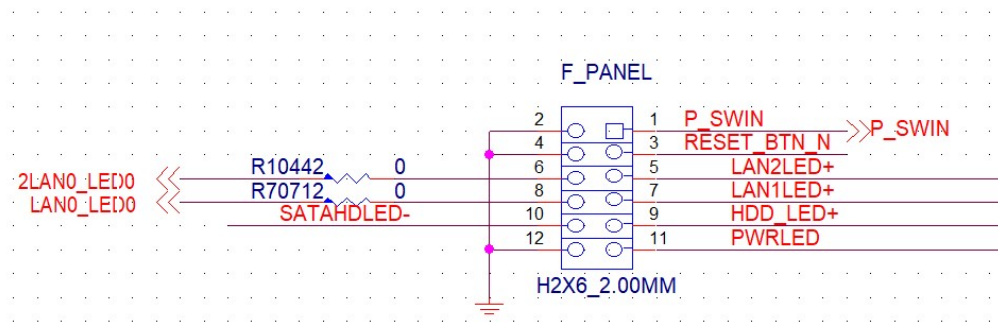 F_PANEL
2 1 P_SWIN
P_SWIN
4 3 RESET_BTN_N
R10442 0 6 5 LAN2LED+
2LAN0_LED0
R70712 0 8 7 LAN1LED+
LAN0_LED0
SATAHDLED- 10 9 HDD_LED+
12 11 PWRLED
H2X6_2.00MM